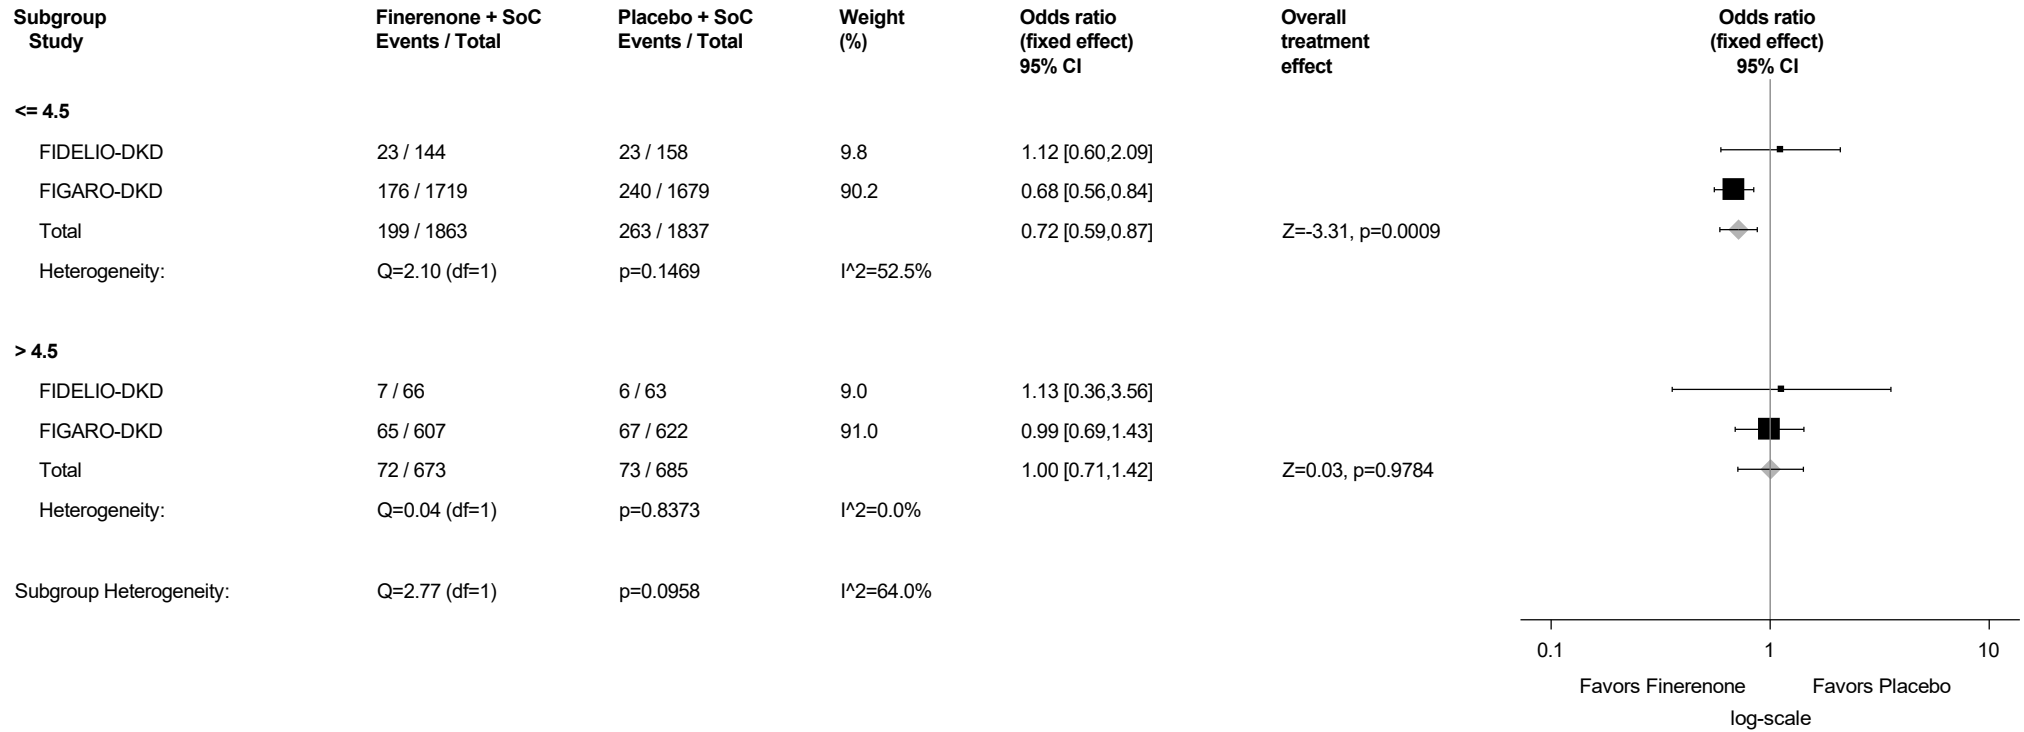 Subgroup Finerenone + SoC Placebo + SoC Weight Odds ratio Overall Odds ratio
Study Events / Total Events / Total (%) (fixed effect) treatment (fixed effect)
95% CI effect 95% CI
<= 4.5
FIDELIO-DKD 23 / 144 23 / 158 9.8 1.12 [0.60,2.09]
FIGARO-DKD 176 / 1719 240 / 1679 90.2 0.68 [0.56,0.84]
Total 199 / 1863 263 / 1837 0.72 [0.59,0.87] Z=-3.31, p=0.0009
Heterogeneity: Q=2.10 (df=1) p=0.1469 I^2=52.5%
> 4.5
FIDELIO-DKD 7 / 66 6 / 63 9.0 1.13 [0.36,3.56]
FIGARO-DKD 65 / 607 67 / 622 91.0 0.99 [0.69,1.43]
Total 72 / 673 73 / 685 1.00 [0.71,1.42] Z=0.03, p=0.9784
Heterogeneity: Q=0.04 (df=1) p=0.8373 I^2=0.0%
Subgroup Heterogeneity: Q=2.77 (df=1) p=0.0958 I^2=64.0%
0.1 1 10
Favors Finerenone Favors Placebo
log-scale